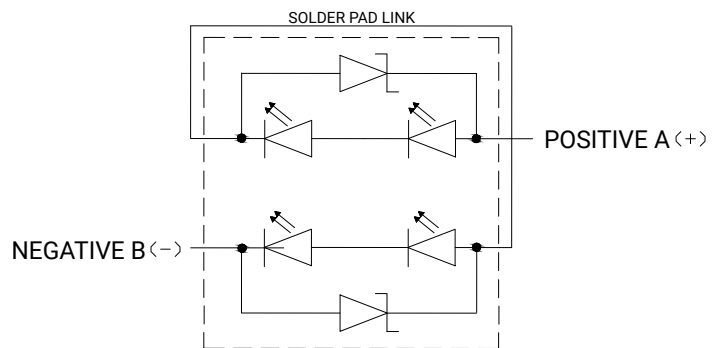 SOLDER PAD LINK
POSITIVE A（+）
NEGATIVE B（−）